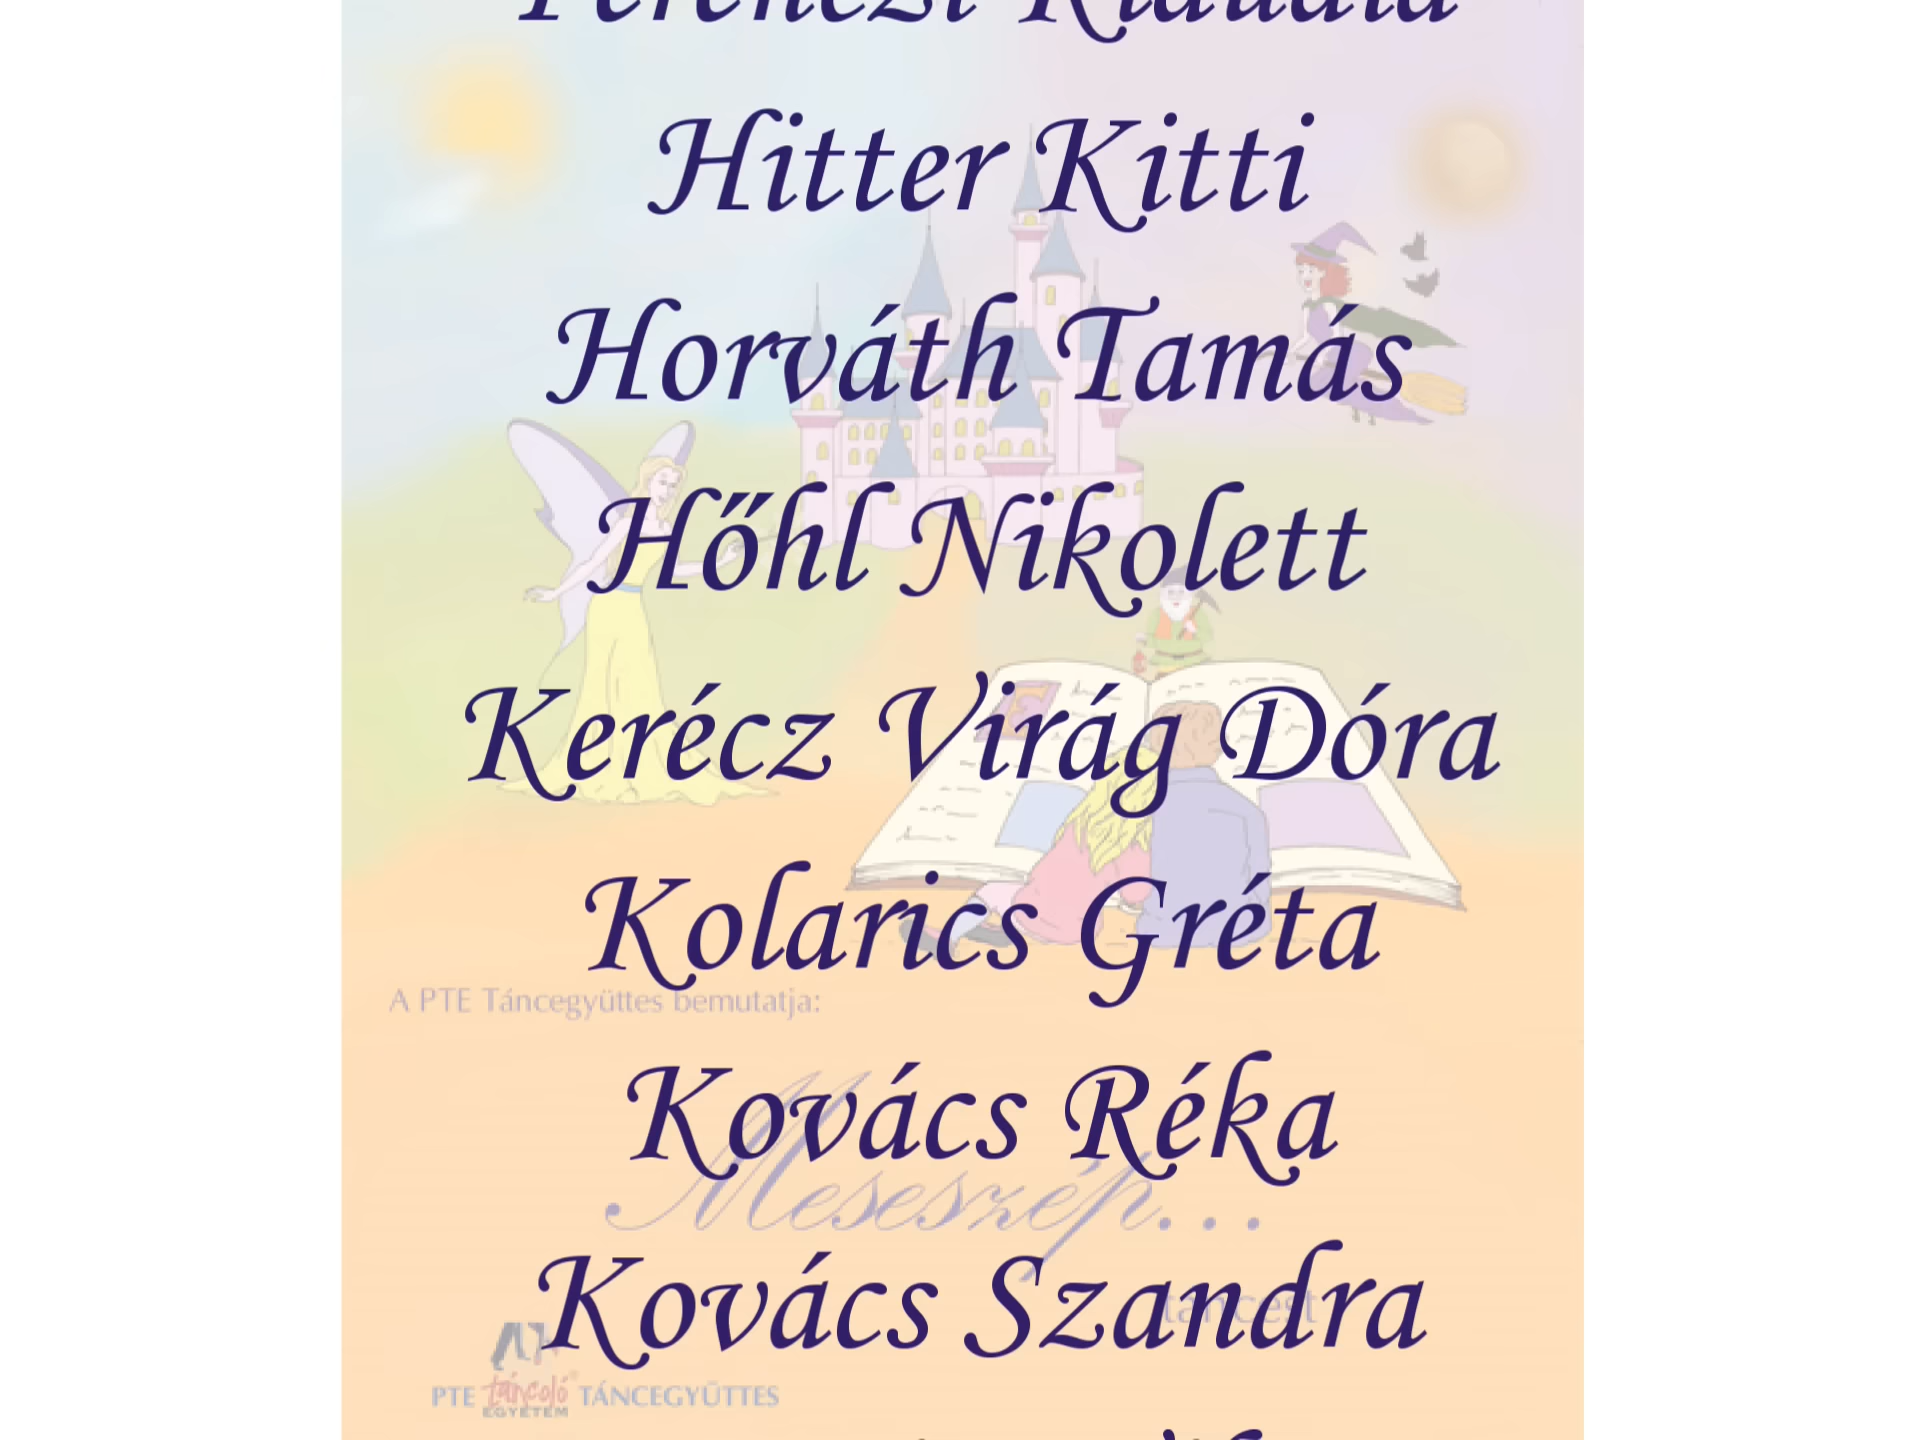 Hitter Kitti
Horváth Tamás
Hőhl Nikolett
Kerécz Virág Dóra
Kolarics Gréta
A PTE Táncegyüttes bemutatja:
Kovács Réka
Meseszép...
Kovács Szandra
táncest
PTE táncoló EGYETEM TÁNCEGYÜTTES